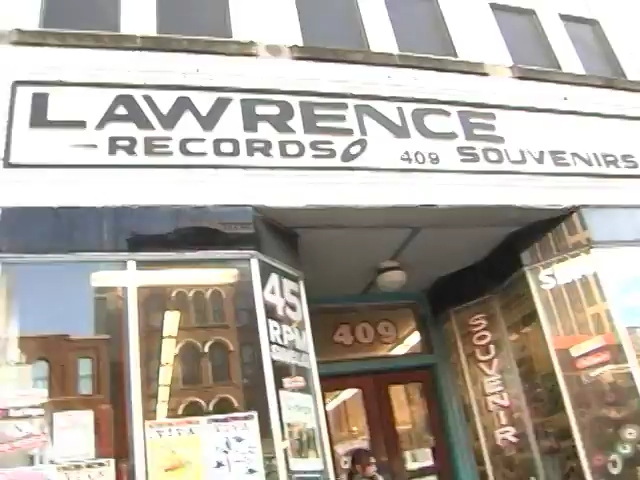 LAWRENCE
RECORDS 409 SOUVENIRS
45
RPM
409
SOUVENIR